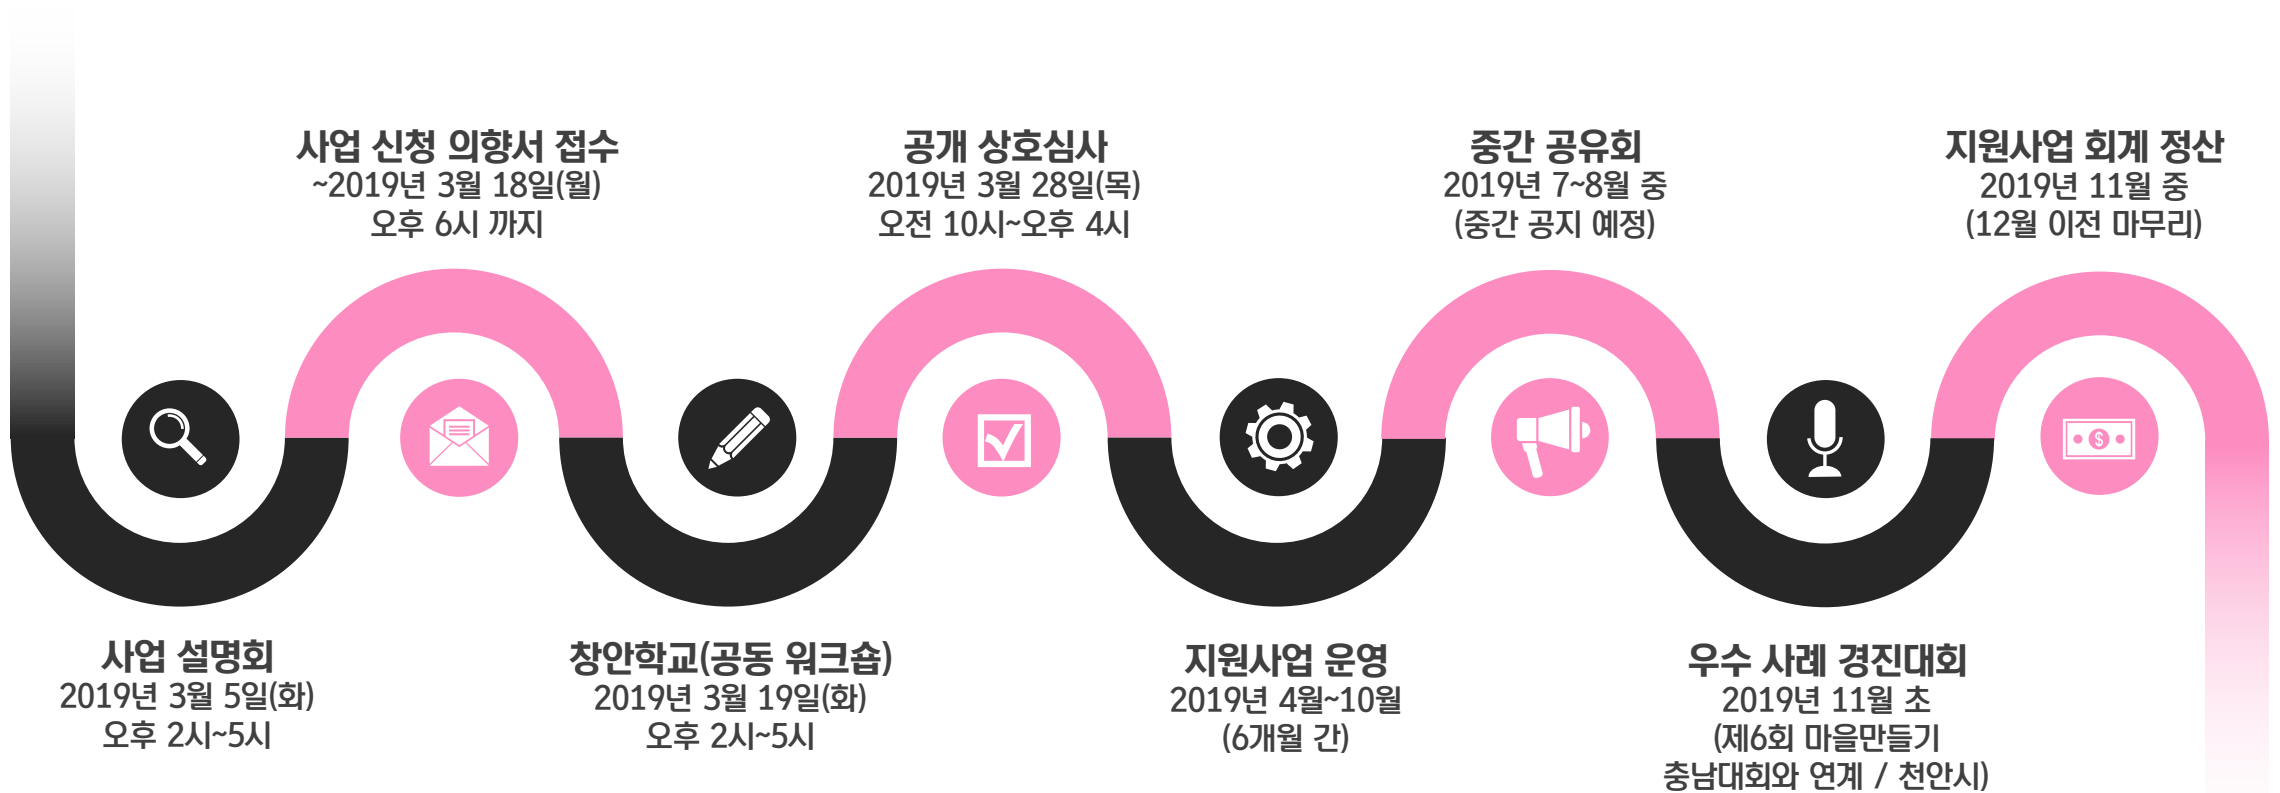 사업 설명회
2019년 3월 5일(화)
오후 2시~5시
사업 신청 의향서 접수
~2019년 3월 18일(월)
오후 6시 까지
창안학교(공동 워크숍)
2019년 3월 19일(화)
오후 2시~5시
공개 상호심사
2019년 3월 28일(목)
오전 10시~오후 4시
지원사업 운영
2019년 4월~10월
(6개월 간)
중간 공유회
2019년 7~8월 중
(중간 공지 예정)
우수 사례 경진대회
2019년 11월 초
(제6회 마을만들기
충남대회와 연계 / 천안시)
지원사업 회계 정산
2019년 11월 중
(12월 이전 마무리)
$